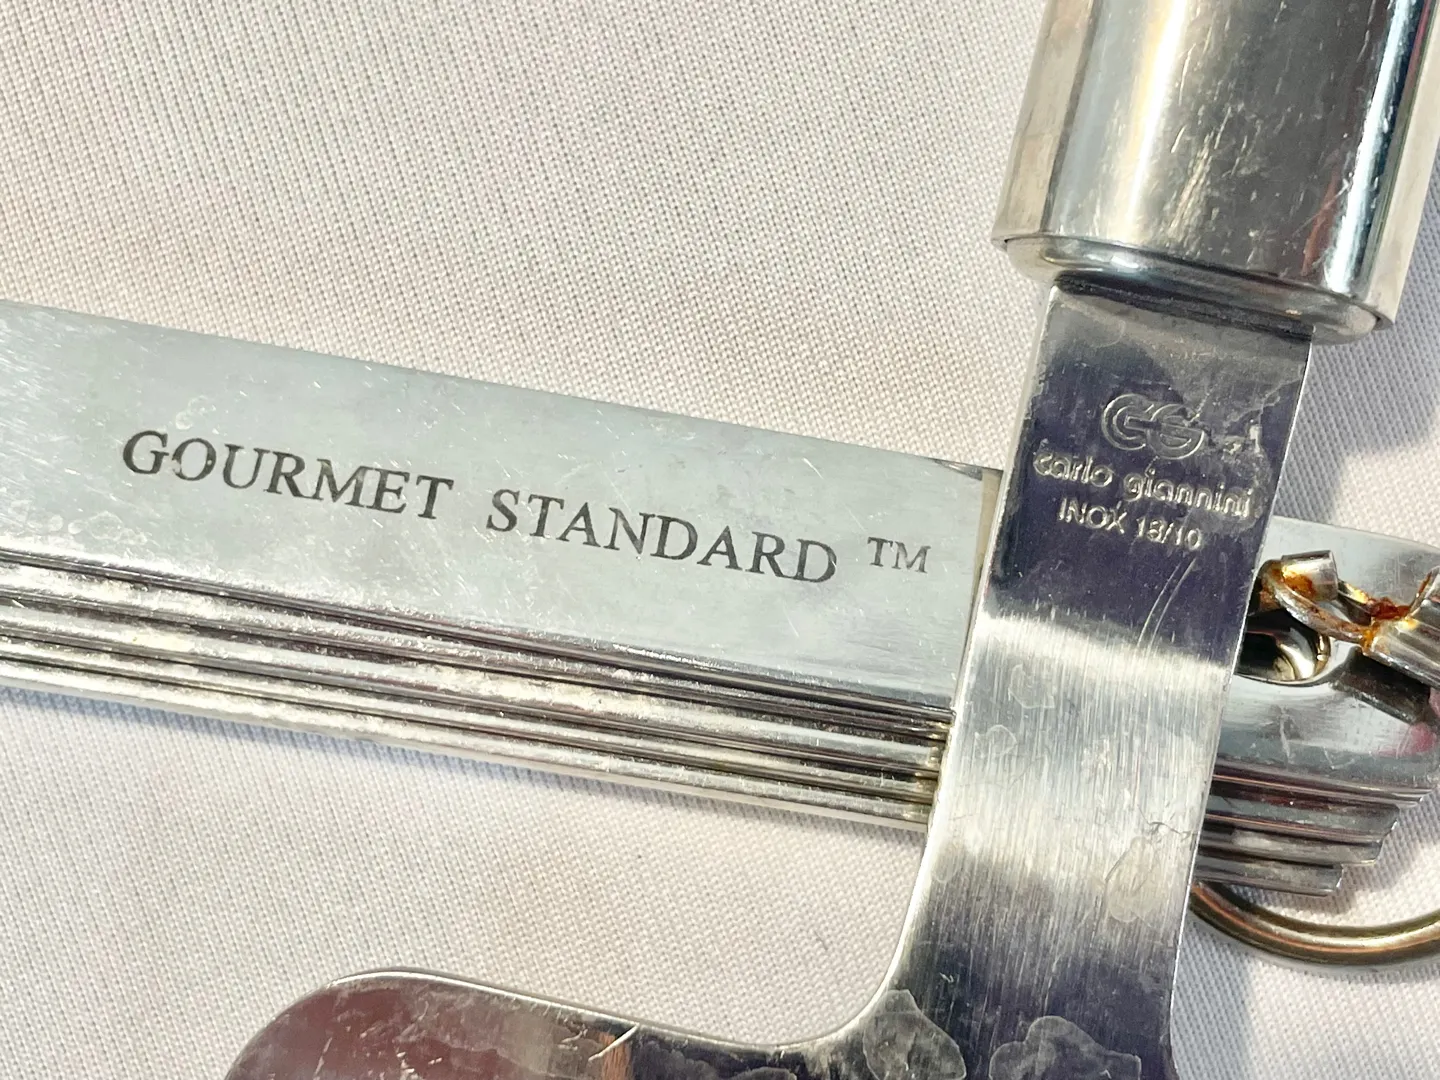 GOURMET STANDARD ™
CG
carlo giannini
INOX 18/10